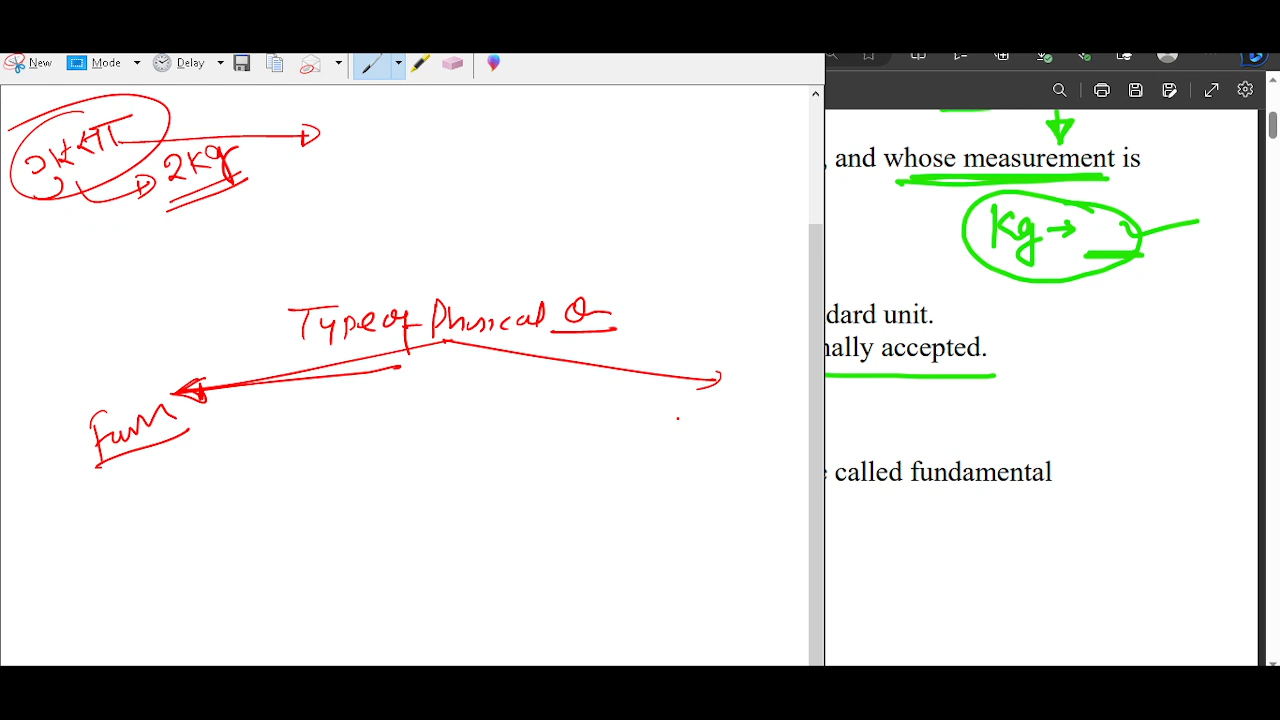 New Mode Delay
2kg
Type of Physical Q
Fun
, and whose measurement is
Kg →
dard unit.
nally accepted.
e called fundamental